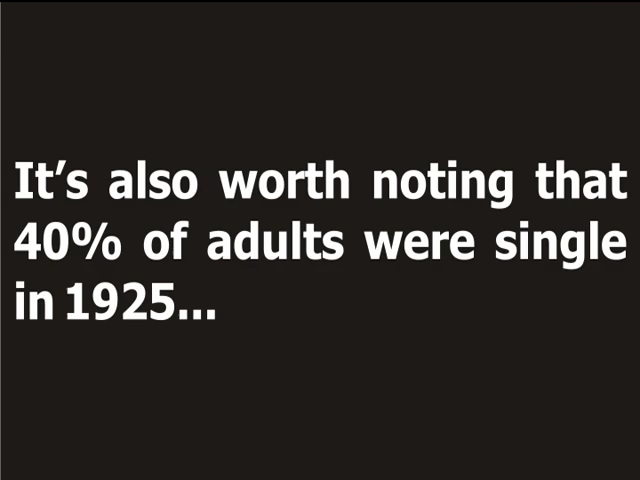 It’s also worth noting that
40% of adults were single
in 1925...